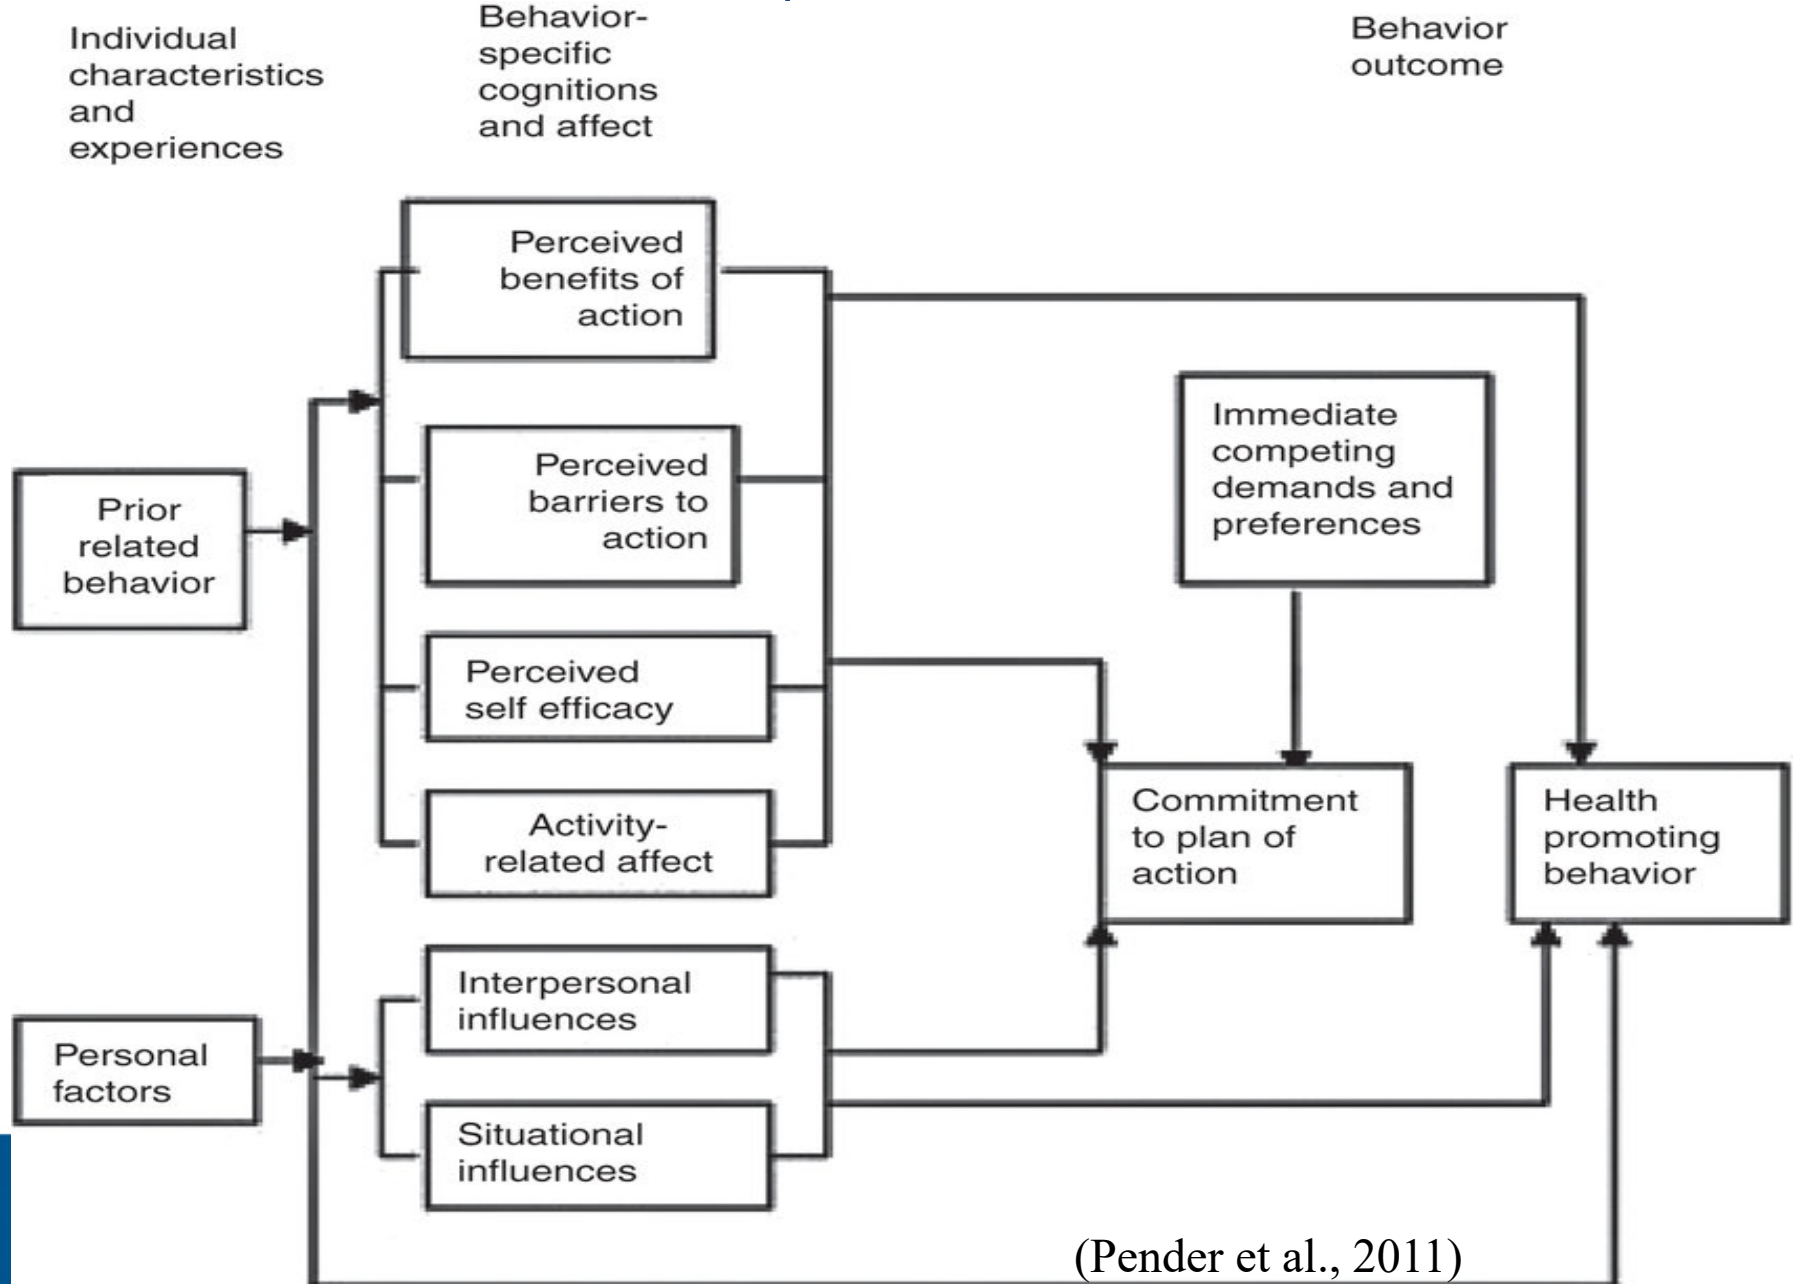 Individual
characteristics
and
experiences
Behavior-
specific
cognitions
and affect
Behavior
outcome
Perceived
benefits of
action
Perceived
barriers to
action
Perceived
self efficacy
Activity-
related affect
Interpersonal
influences
Situational
influences
Prior
related
behavior
Personal
factors
Immediate
competing
demands and
preferences
Commitment
to plan of
action
Health
promoting
behavior
(Pender et al., 2011)